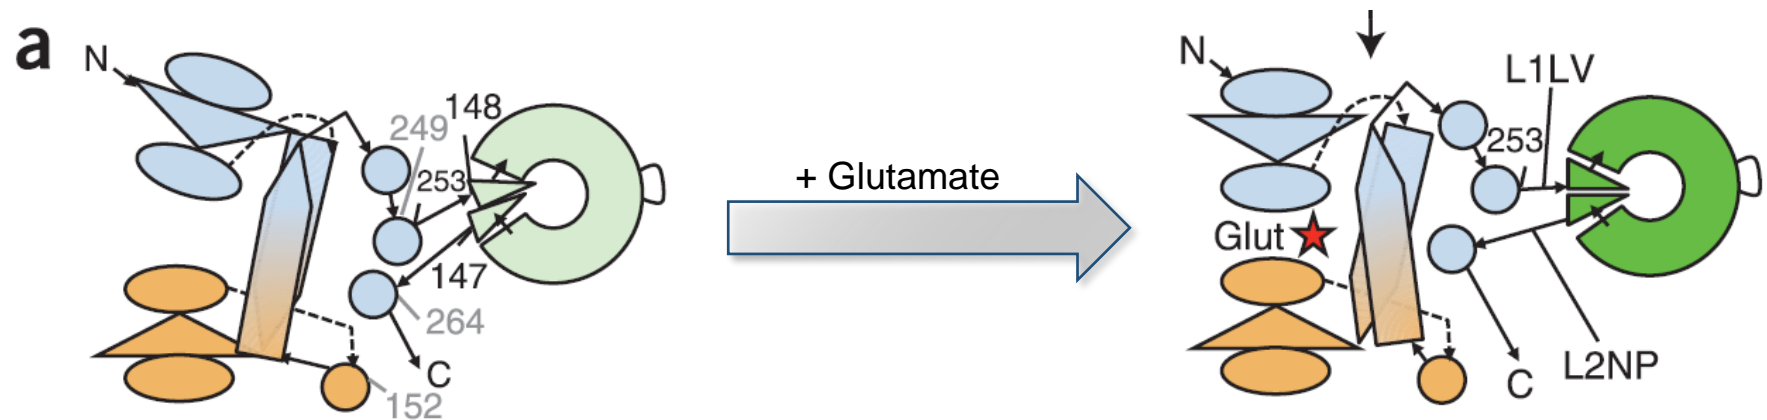 a
N
249
148
253
147
264
C
152
+ Glutamate
N
L1LV
253
Glut
C
L2NP